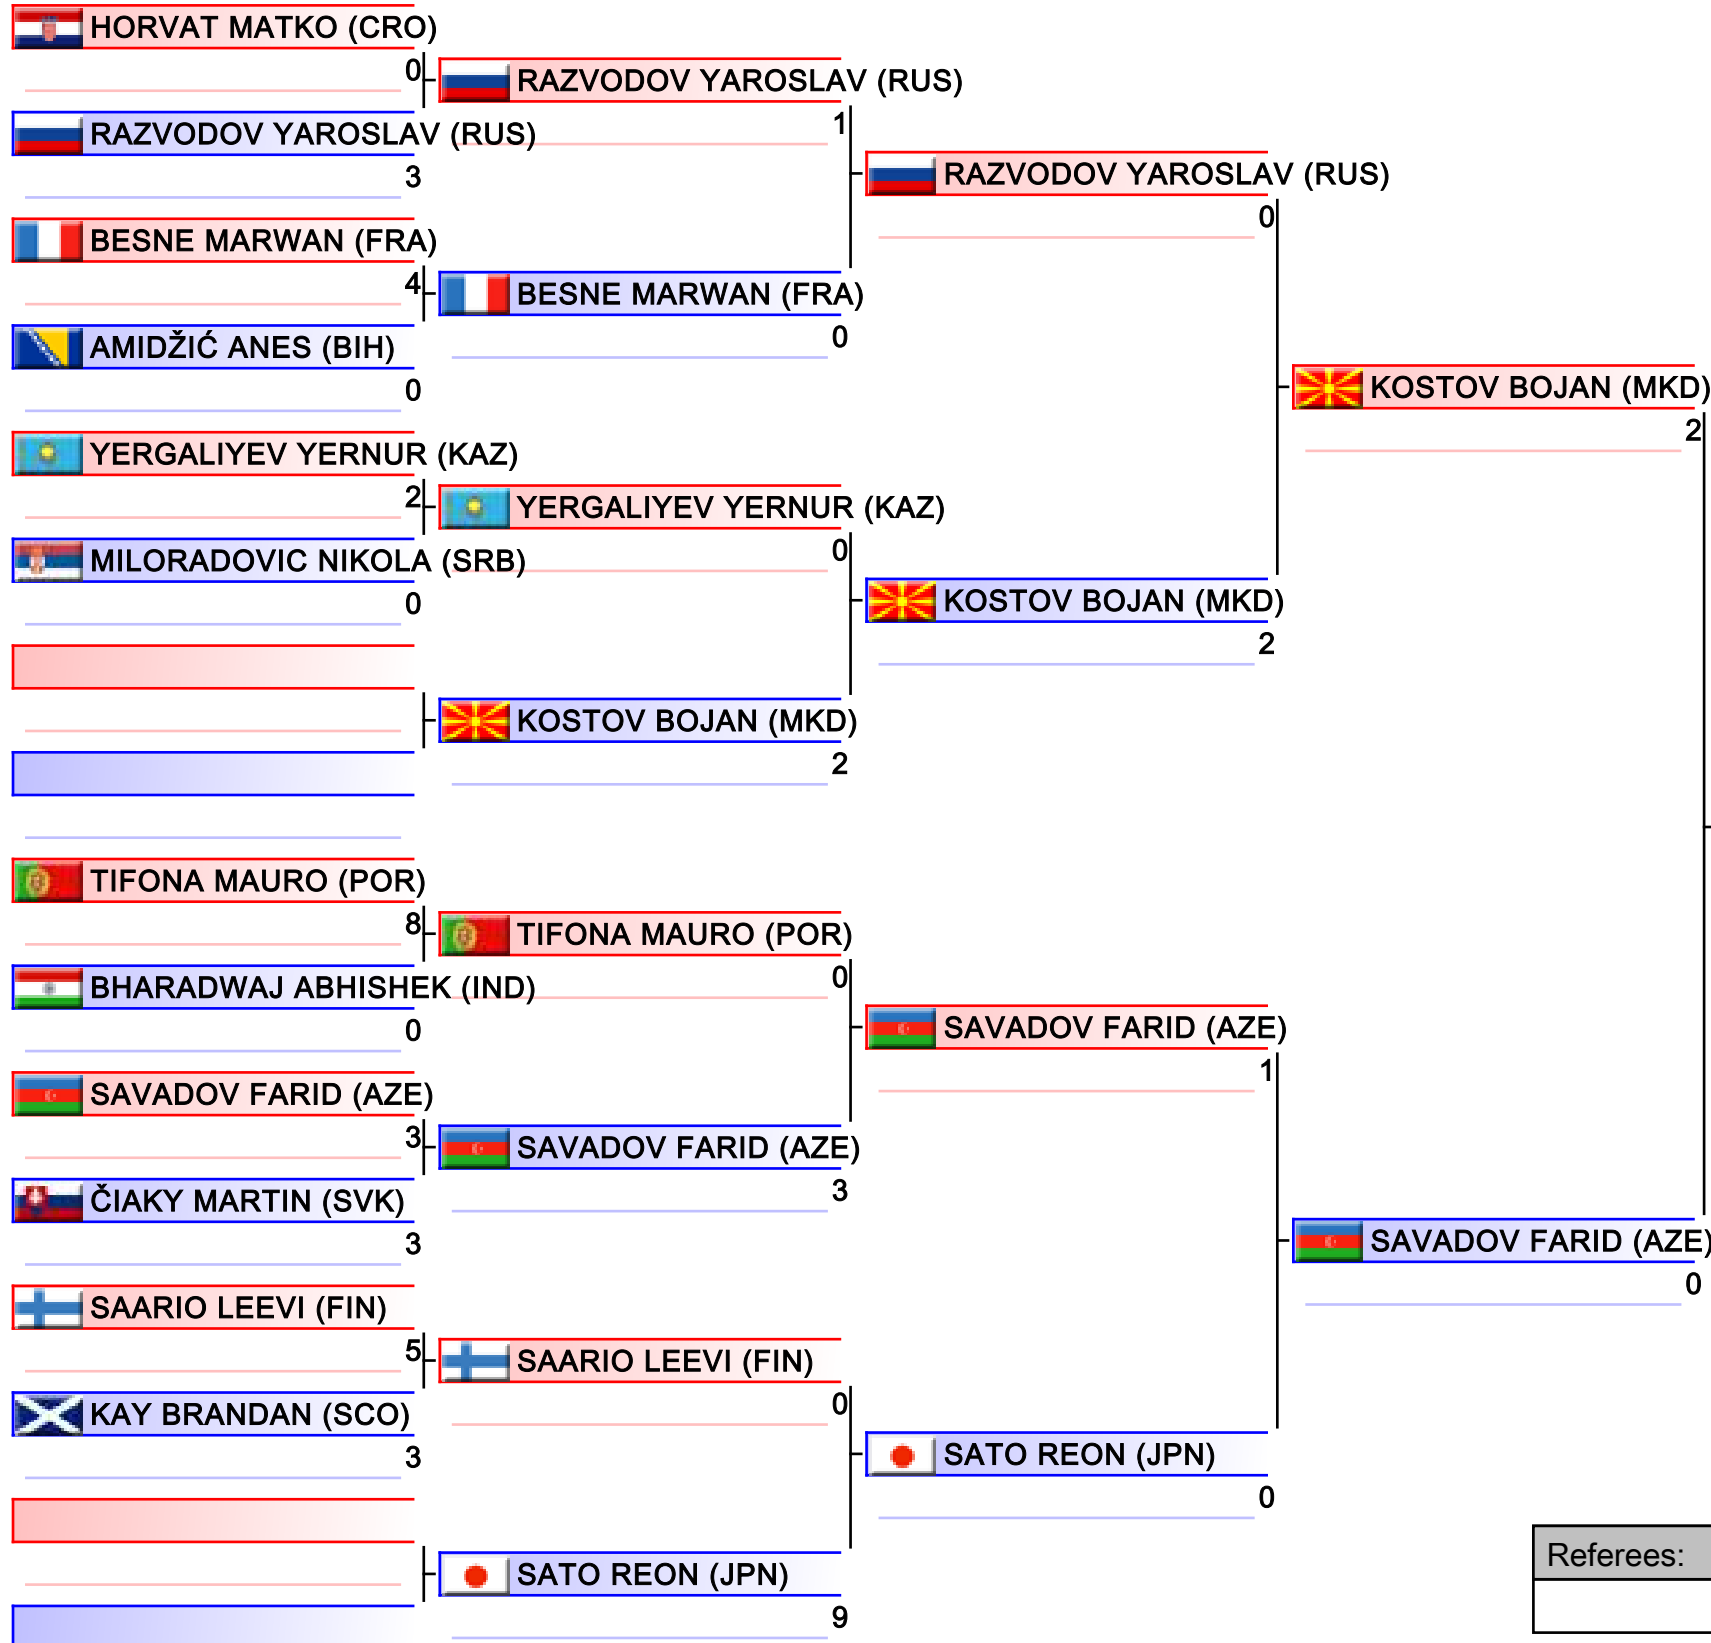 HORVAT MATKO (CRO)
0
RAZVODOV YAROSLAV (RUS)
3
BESNE MARWAN (FRA)
4
AMIDŽIĆ ANES (BIH)
0
YERGALIYEV YERNUR (KAZ)
2
MILORADOVIC NIKOLA (SRB)
0
TIFONA MAURO (POR)
8
BHARADWAJ ABHISHEK (IND)
0
SAVADOV FARID (AZE)
3
ČIAKY MARTIN (SVK)
3
SAARIO LEEVI (FIN)
5
KAY BRANDAN (SCO)
3
RAZVODOV YAROSLAV (RUS)
1
BESNE MARWAN (FRA)
0
YERGALIYEV YERNUR (KAZ)
0
KOSTOV BOJAN (MKD)
2
TIFONA MAURO (POR)
0
SAVADOV FARID (AZE)
3
SAARIO LEEVI (FIN)
0
SATO REON (JPN)
9
RAZVODOV YAROSLAV (RUS)
0
KOSTOV BOJAN (MKD)
2
SAVADOV FARID (AZE)
1
SATO REON (JPN)
0
KOSTOV BOJAN (MKD)
2
SAVADOV FARID (AZE)
0
Referees: